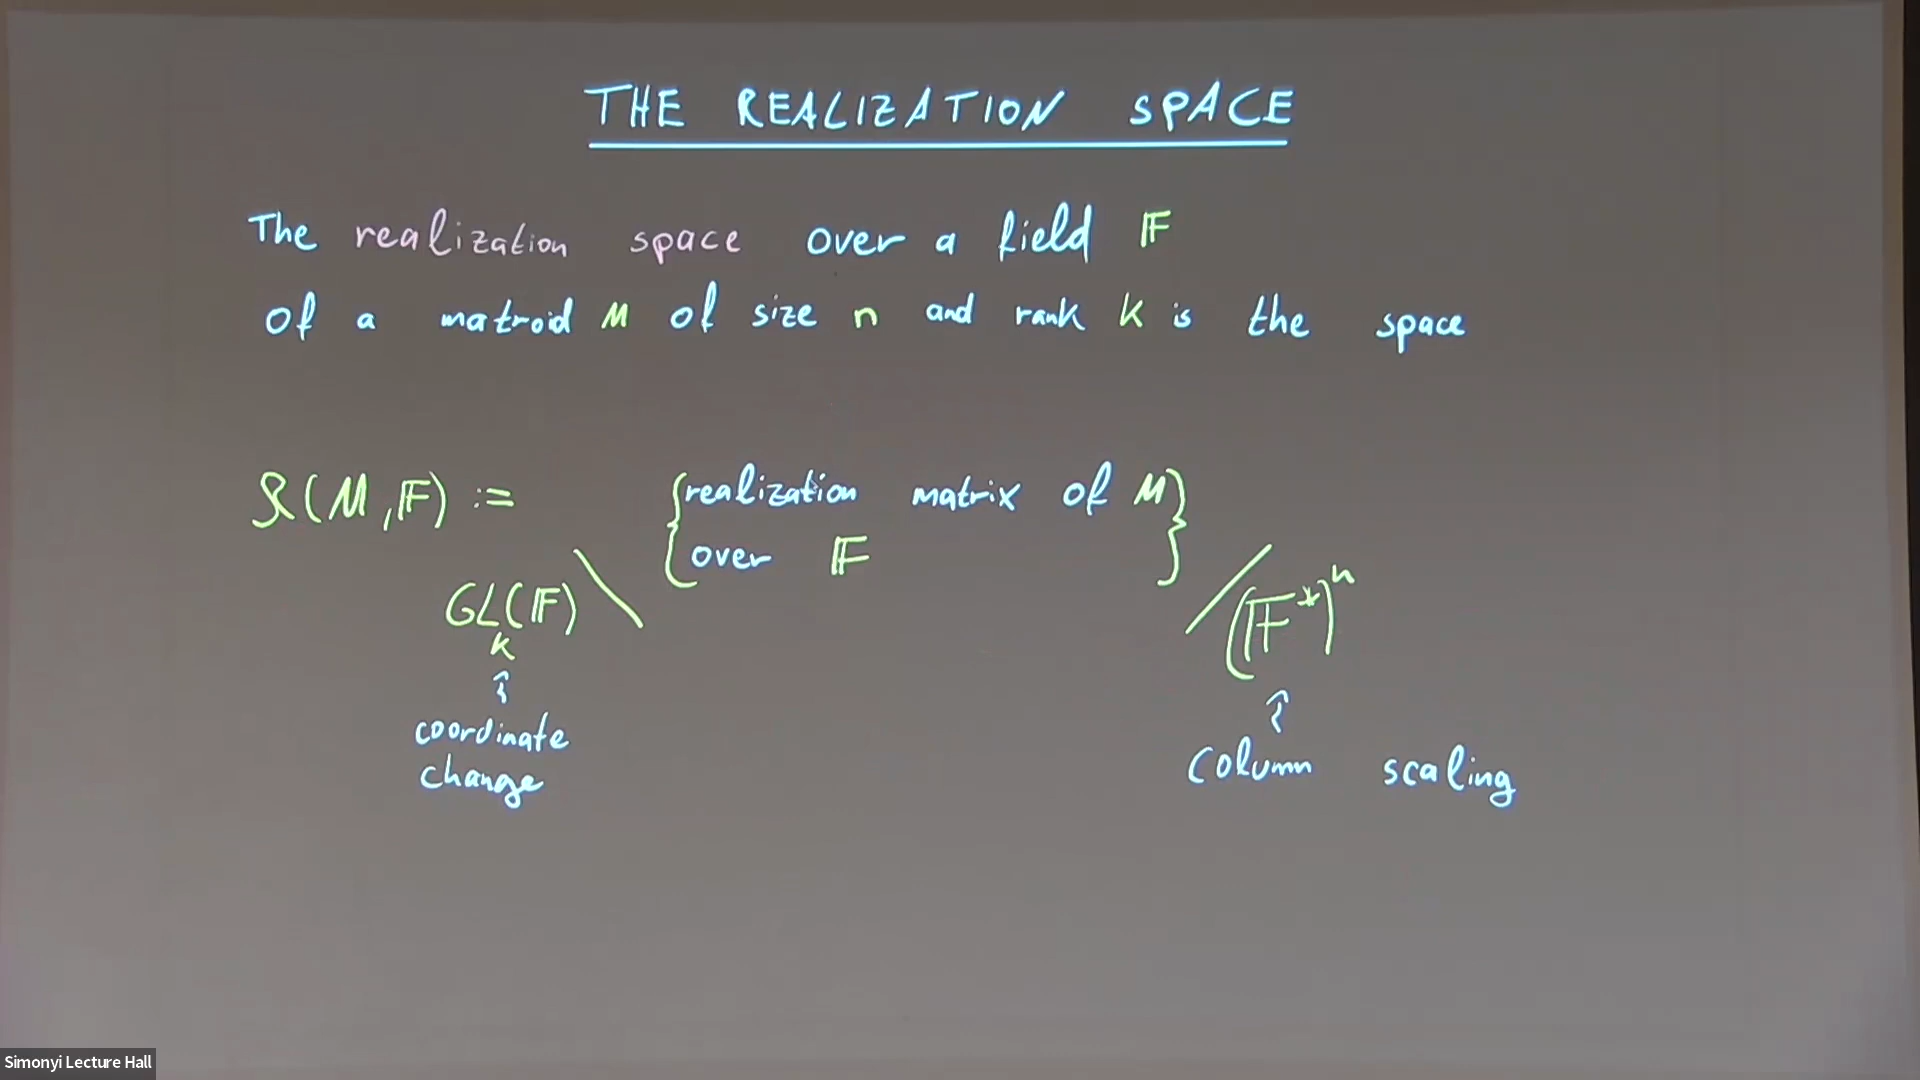 THE REALIZATION SPACE
The realization space over a field 𝔽
of a matroid M of size n and rank k is the space
R(M, 𝔽) := {realization matrix of M
over 𝔽}
GL_k(𝔽) \ / (𝔽*)^n
coordinate
change
column scaling
Simonyi Lecture Hall